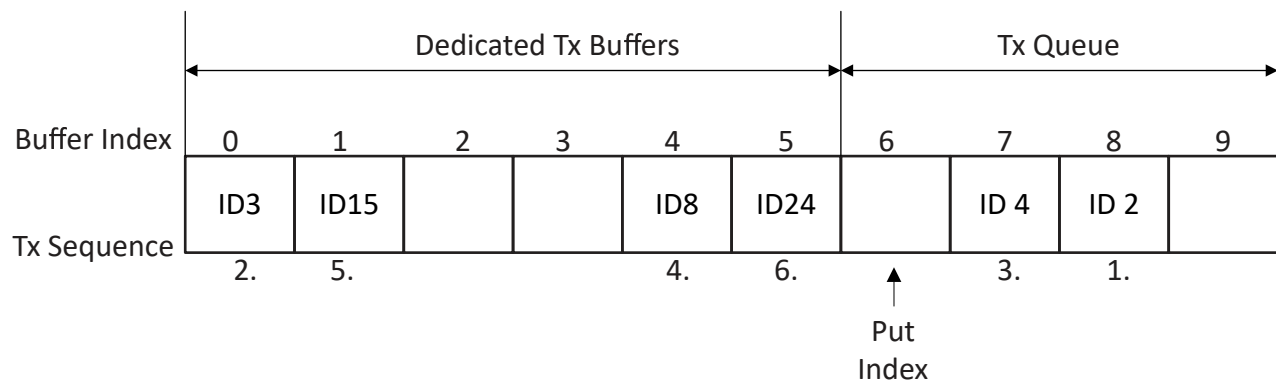 Dedicated Tx Buffers Tx Queue
Buffer Index 0 1 2 3 4 5 6 7 8 9
ID3 ID15 ID8 ID24 ID 4 ID 2
Tx Sequence
2. 5. 4. 6. 3. 1.
Put
Index